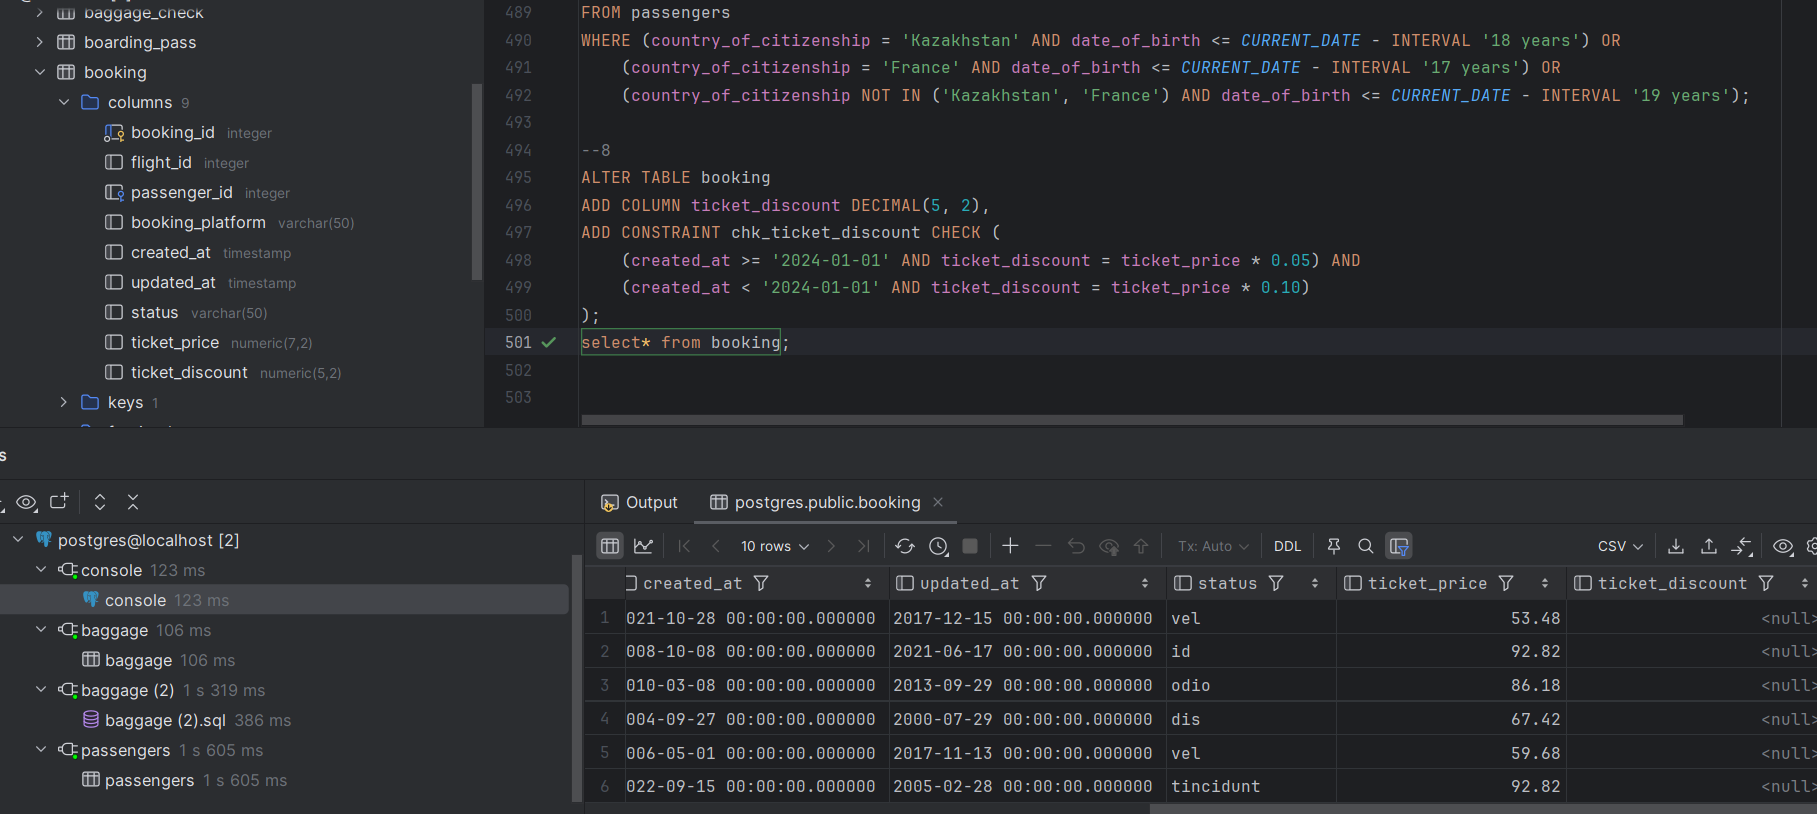 baggage_check
boarding_pass
booking
columns 9
booking_id integer
flight_id integer
passenger_id integer
booking_platform varchar(50)
created_at timestamp
updated_at timestamp
status varchar(50)
ticket_price numeric(7,2)
ticket_discount numeric(5,2)
keys 1
489 FROM passengers
490 WHERE (country_of_citizenship = 'Kazakhstan' AND date_of_birth <= CURRENT_DATE - INTERVAL '18 years') OR
491 (country_of_citizenship = 'France' AND date_of_birth <= CURRENT_DATE - INTERVAL '17 years') OR
492 (country_of_citizenship NOT IN ('Kazakhstan', 'France') AND date_of_birth <= CURRENT_DATE - INTERVAL '19 years');
493
494 --8
495 ALTER TABLE booking
496 ADD COLUMN ticket_discount DECIMAL(5, 2),
497 ADD CONSTRAINT chk_ticket_discount CHECK (
498 (created_at >= '2024-01-01' AND ticket_discount = ticket_price * 0.05) AND
499 (created_at < '2024-01-01' AND ticket_discount = ticket_price * 0.10)
500 );
501 select* from booking;
502
503
s
postgres@localhost [2]
console 123 ms
console 123 ms
baggage 106 ms
baggage 106 ms
baggage (2) 1 s 319 ms
baggage (2).sql 386 ms
passengers 1 s 605 ms
passengers 1 s 605 ms
Output postgres.public.booking
10 rows Tx: Auto DDL CSV
created_at updated_at status ticket_price ticket_discount
1 021-10-28 00:00:00.000000 2017-12-15 00:00:00.000000 vel 53.48 <null>
2 008-10-08 00:00:00.000000 2021-06-17 00:00:00.000000 id 92.82 <null>
3 010-03-08 00:00:00.000000 2013-09-29 00:00:00.000000 odio 86.18 <null>
4 004-09-27 00:00:00.000000 2000-07-29 00:00:00.000000 dis 67.42 <null>
5 006-05-01 00:00:00.000000 2017-11-13 00:00:00.000000 vel 59.68 <null>
6 022-09-15 00:00:00.000000 2005-02-28 00:00:00.000000 tincidunt 92.82 <null>